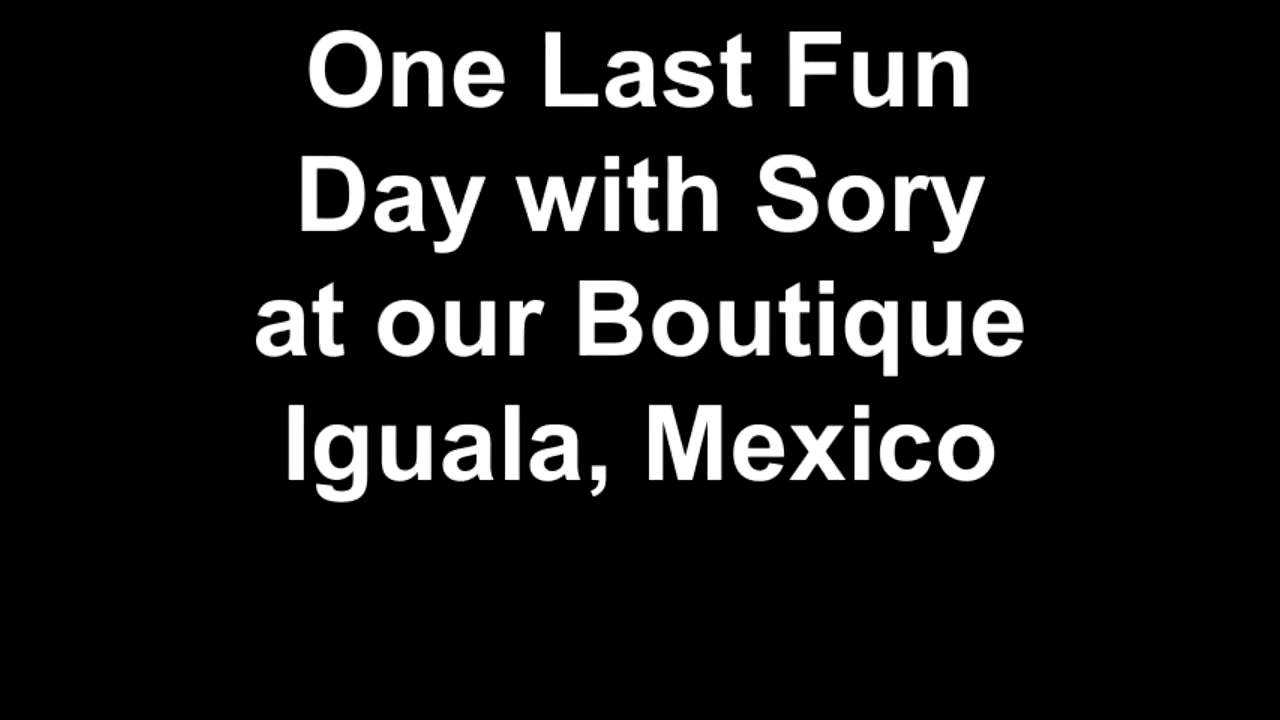 One Last Fun
Day with Sory
at our Boutique
Iguala, Mexico